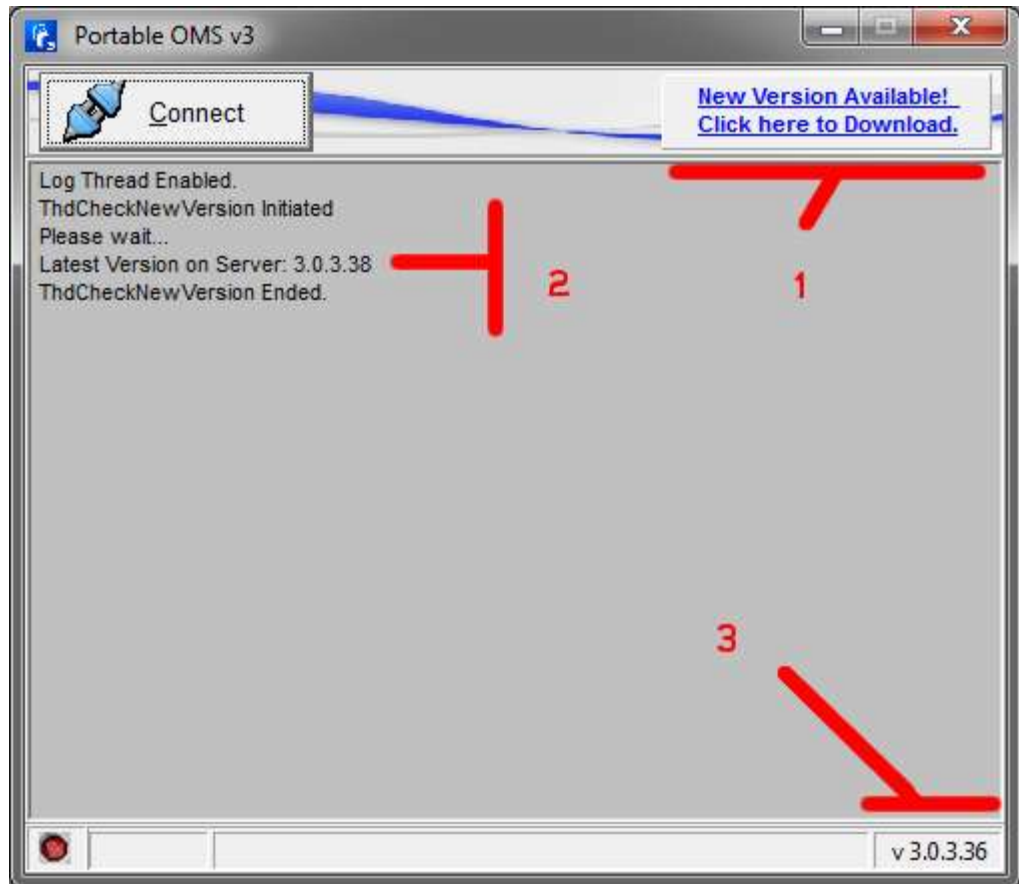 Portable OMS v3
Connect
New Version Available!
Click here to Download.
Log Thread Enabled.
ThdCheckNewVersion Initiated
Please wait...
Latest Version on Server: 3.0.3.38
ThdCheckNewVersion Ended.
2
1
3
v 3.0.3.36